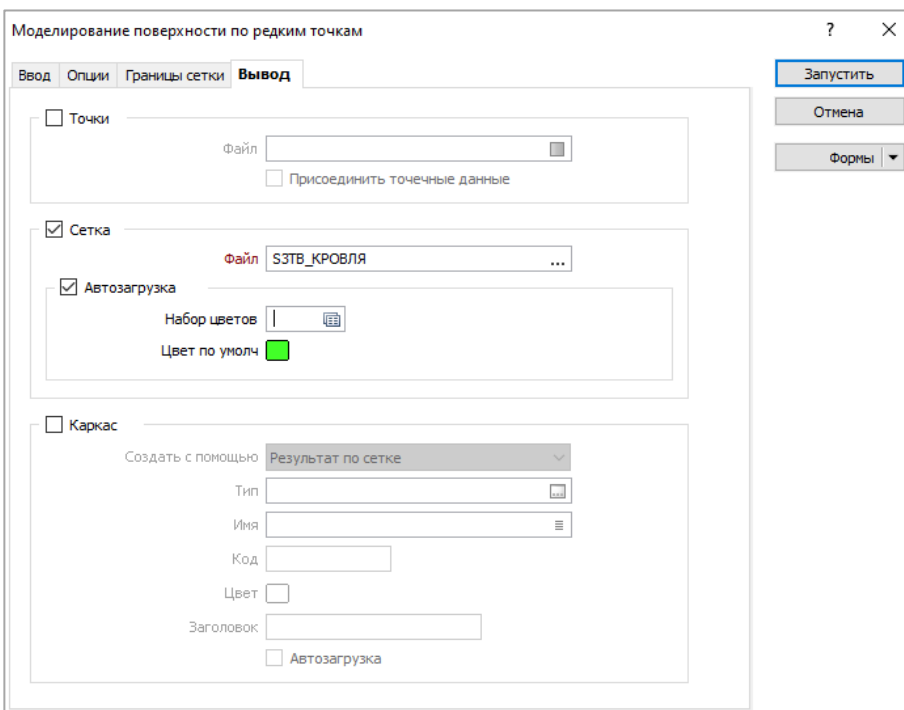 Моделирование поверхности по редким точкам ?
Ввод Опции Границы сетки Вывод
Запустить
Отмена
Формы
Точки
Файл
Присоединить точечные данные
Сетка
Файл S3TB_КРОВЛЯ ...
Автозагрузка
Набор цветов
Цвет по умолч
Каркас
Создать с помощью Результат по сетке
Тип
Имя
Код
Цвет
Заголовок
Автозагрузка